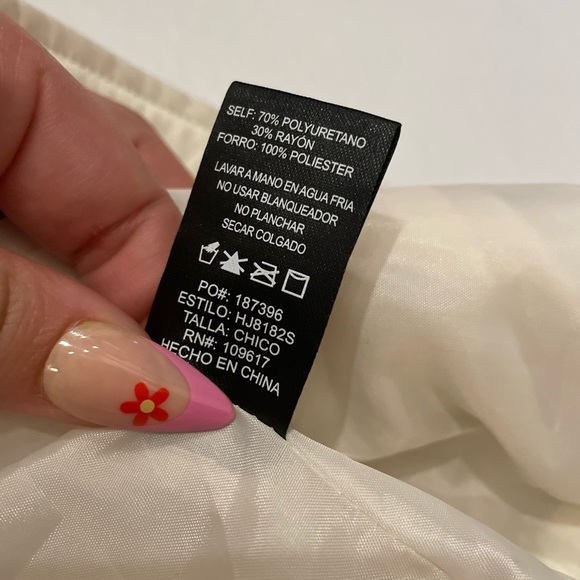 SELF: 70% POLYURETANO
30% RAYÓN
FORRO: 100% POLIESTER
LAVAR A MANO EN AGUA FRIA
NO USAR BLANQUEADOR
NO PLANCHAR
SECAR COLGADO
PO#: 187396
ESTILO: HJ8182S
TALLA: CHICO
RN#: 109617
HECHO EN CHINA